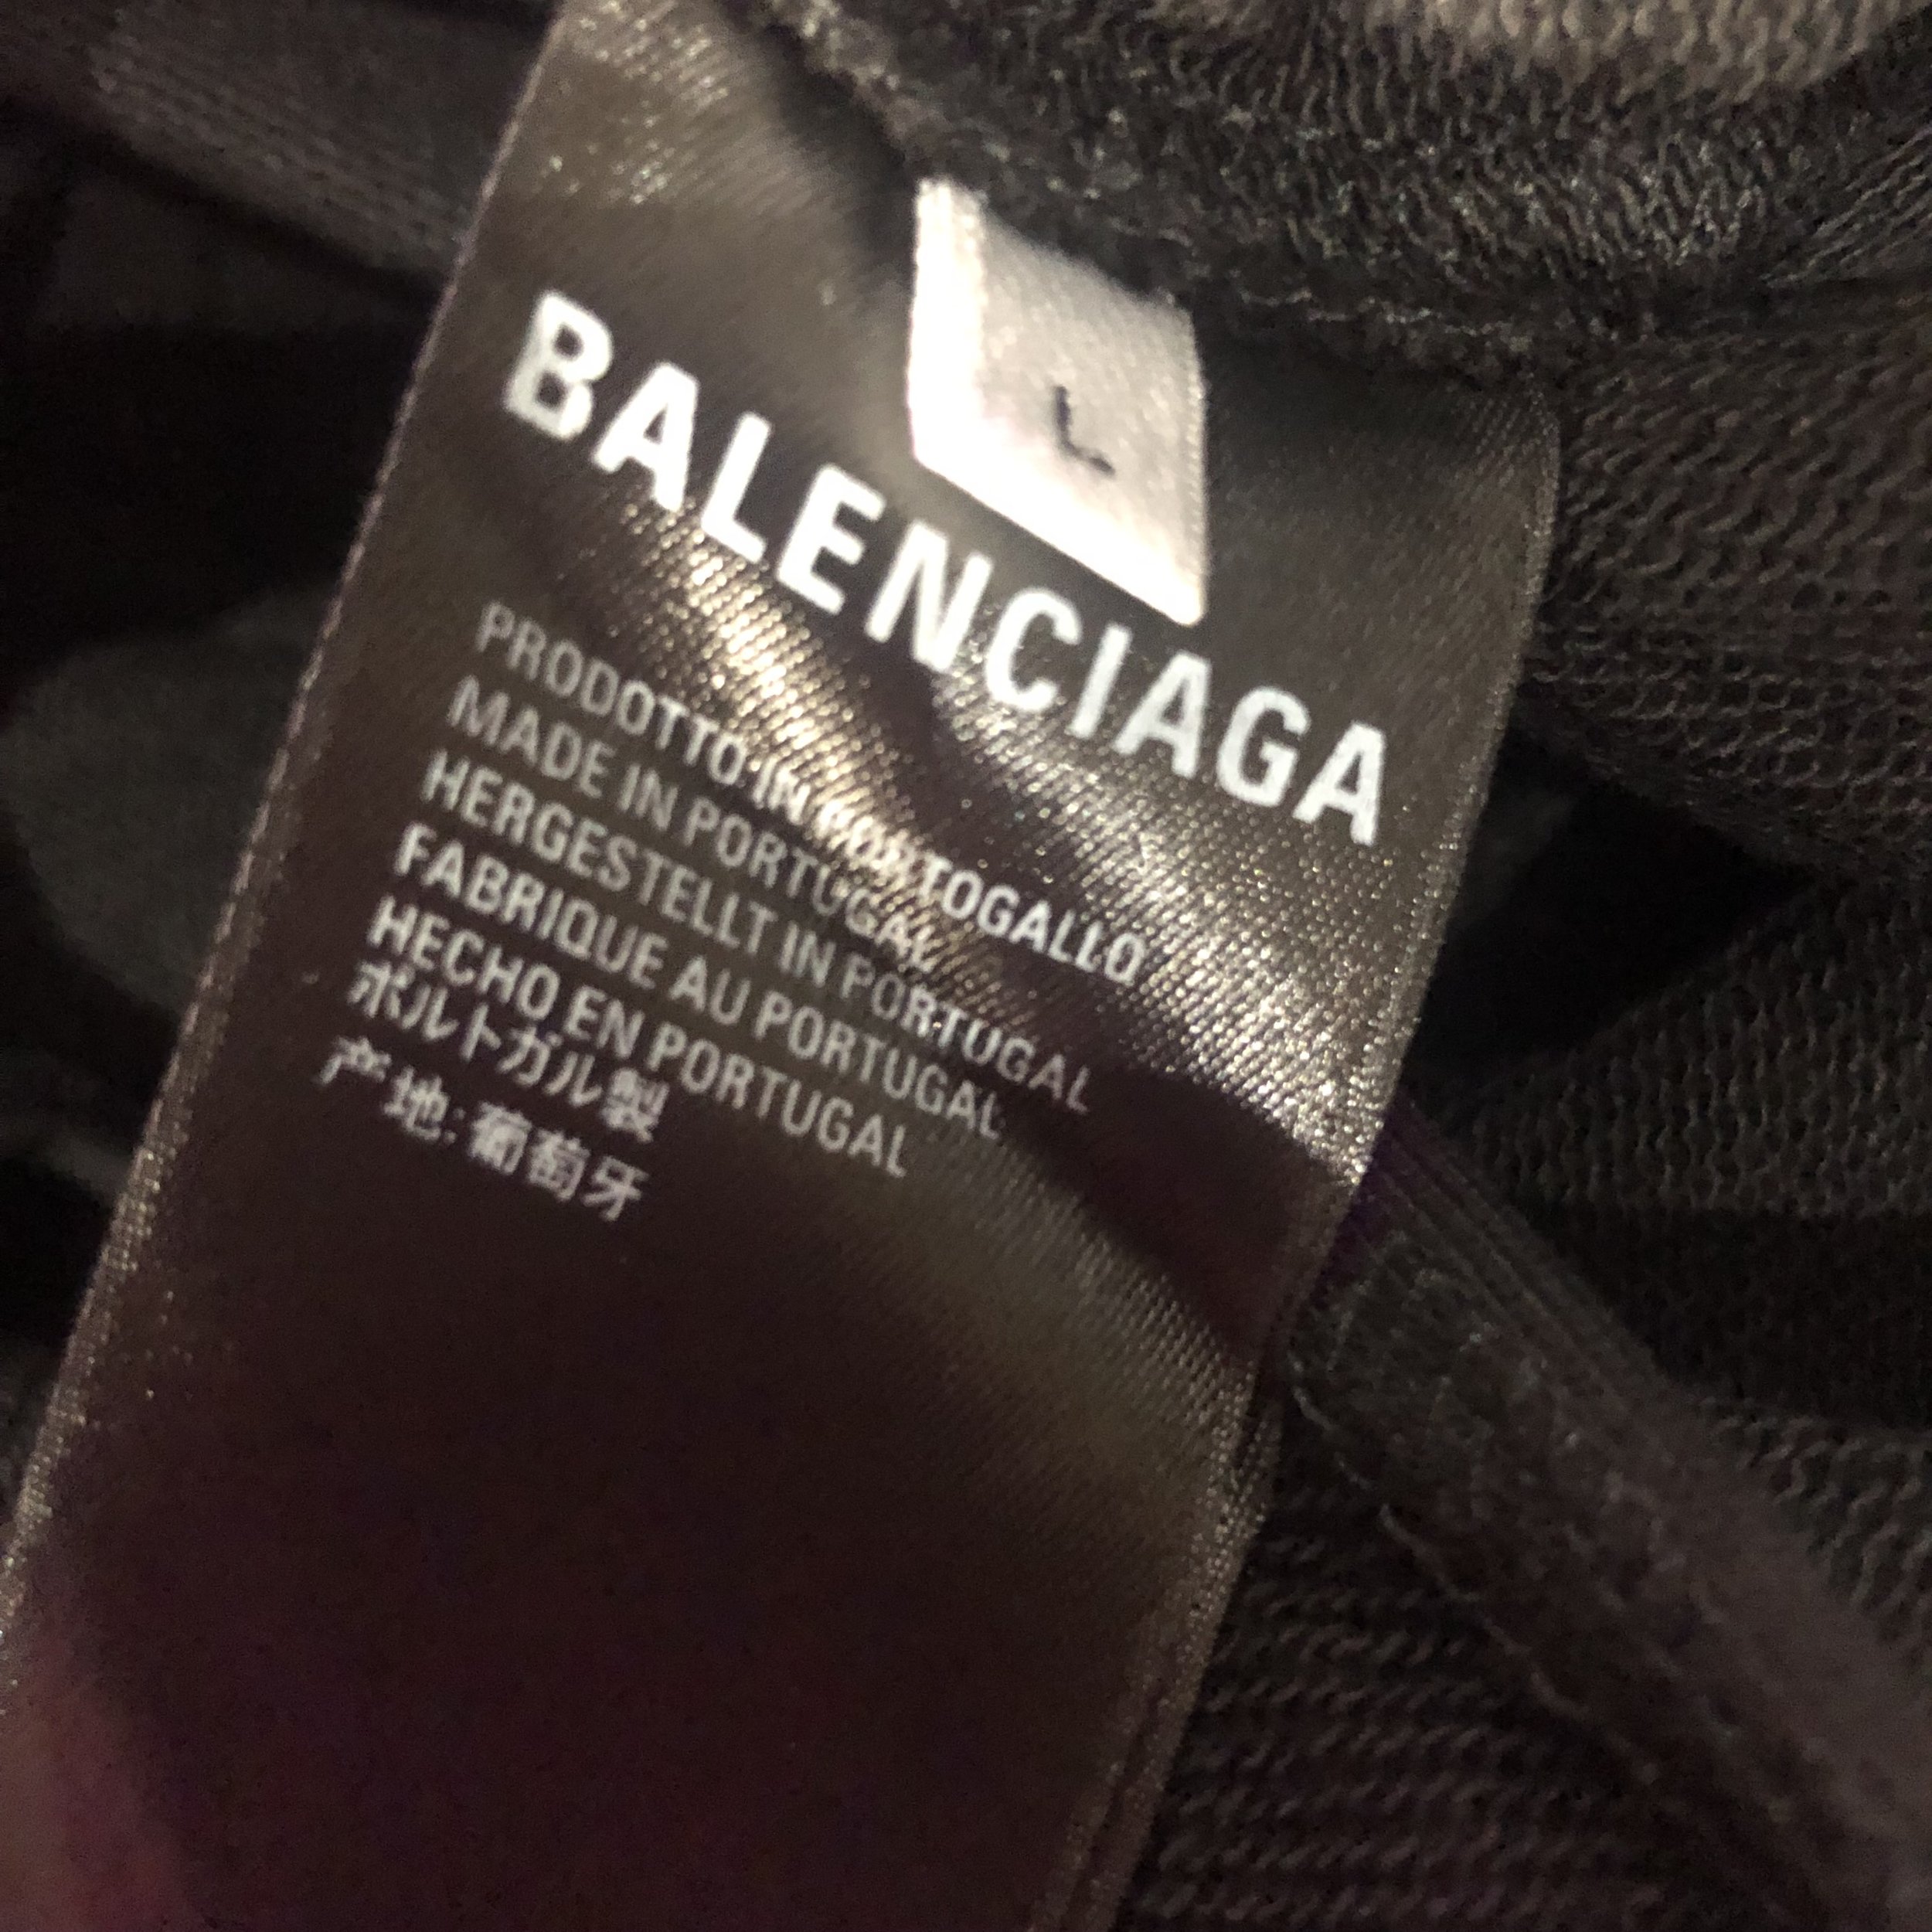 L
BALENCIAGA
PRODOTTO IN PORTOGALLO
MADE IN PORTUGAL
HERGESTELLT IN PORTUGAL
FABRIQUE AU PORTUGAL
HECHO EN PORTUGAL
ポルトガル製
产地:葡萄牙